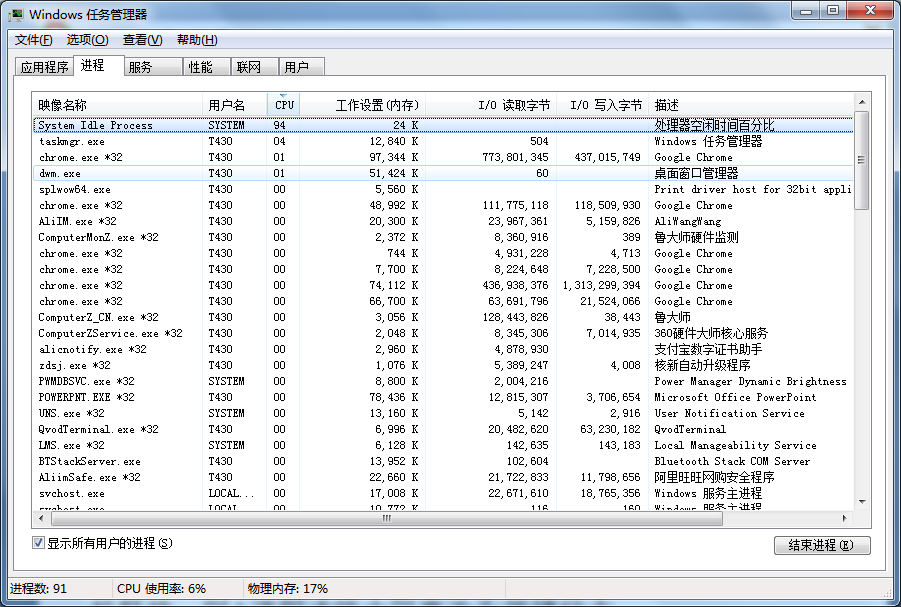 Windows 任务管理器
文件(F) 选项(O) 查看(V) 帮助(H)
应用程序 进程 服务 性能 联网 用户
映像名称 用户名 CPU 工作设置(内存) I/O 读取字节 I/O 写入字节 描述
System Idle Process SYSTEM 94 24 K 处理器空闲时间百分比
taskmgr.exe T430 04 12,840 K 504 Windows 任务管理器
chrome.exe *32 T430 01 97,344 K 773,801,345 437,015,749 Google Chrome
dwm.exe T430 01 51,424 K 60 桌面窗口管理器
splwow64.exe T430 00 5,560 K Print driver host for 32bit appli
chrome.exe *32 T430 00 48,992 K 111,775,118 118,509,930 Google Chrome
AliIM.exe *32 T430 00 20,300 K 23,967,361 5,159,826 AliWangWang
ComputerMonZ.exe *32 T430 00 2,372 K 8,360,916 389 鲁大师硬件监测
chrome.exe *32 T430 00 744 K 4,931,228 4,713 Google Chrome
chrome.exe *32 T430 00 7,700 K 8,224,648 7,228,500 Google Chrome
chrome.exe *32 T430 00 74,112 K 436,938,376 1,313,299,394 Google Chrome
chrome.exe *32 T430 00 66,700 K 63,691,796 21,524,066 Google Chrome
ComputerZ_CN.exe *32 T430 00 3,056 K 128,443,826 38,443 鲁大师
ComputerZService.exe *32 T430 00 2,048 K 8,345,306 7,014,935 360硬件大师核心服务
alicnotify.exe *32 T430 00 2,960 K 4,878,930 支付宝数字证书助手
zdsj.exe *32 T430 00 1,076 K 5,389,247 4,008 核新自动升级程序
PWMDBSVC.exe *32 SYSTEM 00 8,800 K 2,004,216 Power Manager Dynamic Brightness
POWERPNT.EXE *32 T430 00 78,436 K 12,815,307 3,706,654 Microsoft Office PowerPoint
UNS.exe *32 SYSTEM 00 13,160 K 5,142 2,916 User Notification Service
QvodTerminal.exe *32 T430 00 6,996 K 20,482,620 63,230,182 QvodTerminal
LMS.exe *32 SYSTEM 00 6,128 K 142,635 143,183 Local Manageability Service
BTStackServer.exe T430 00 13,952 K 102,604 Bluetooth Stack COM Server
AliimSafe.exe *32 T430 00 22,660 K 21,722,833 11,798,656 阿里旺旺网购安全程序
svchost.exe LOCAL... 00 17,008 K 22,671,610 18,765,356 Windows 服务主进程
svchost.exe LOCAL 00 10,772 K 116 160 Windows 服务主进程
显示所有用户的进程(S)
结束进程(E)
进程数: 91 CPU 使用率: 6% 物理内存: 17%